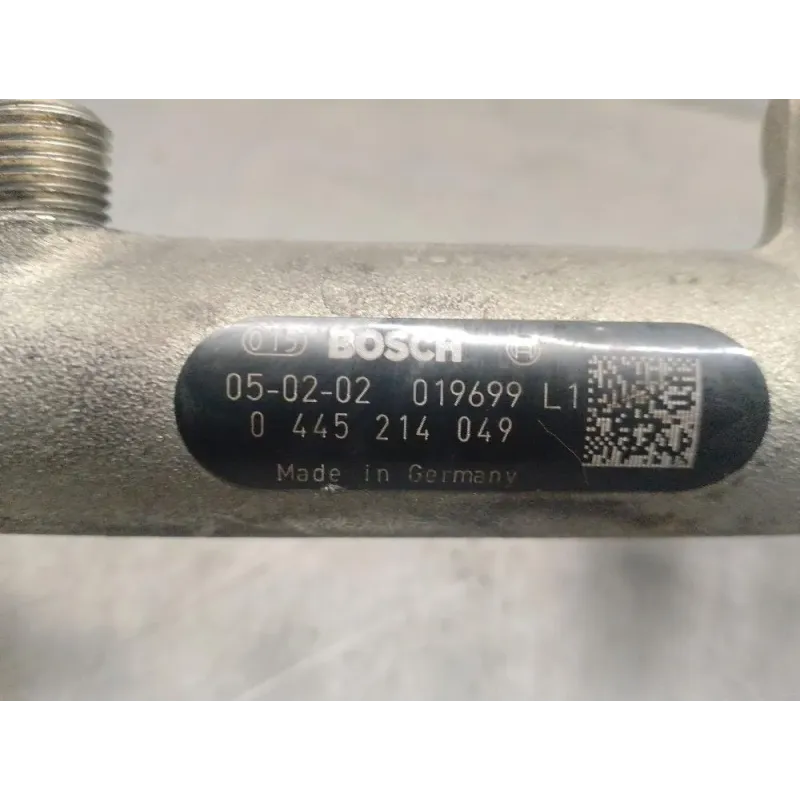 015 BOSCH
05-02-02 019699 L1
0 445 214 049
Made in Germany